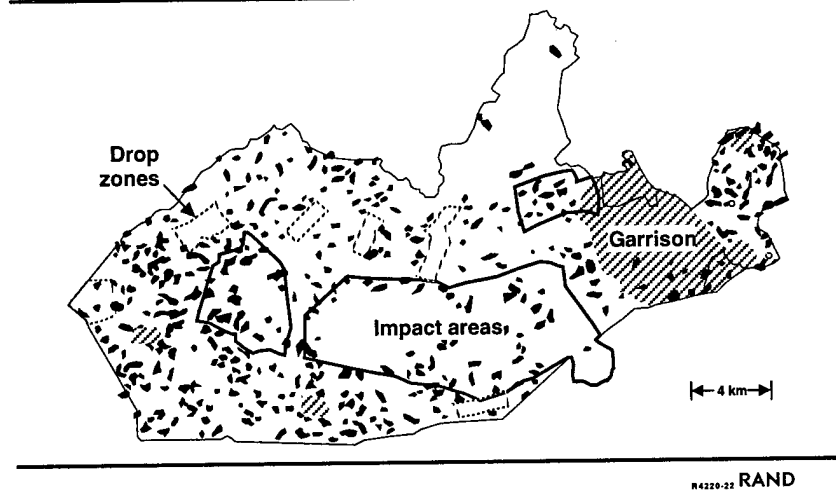 Drop
zones
Garrison
Impact areas
4 km
R4220-22 RAND